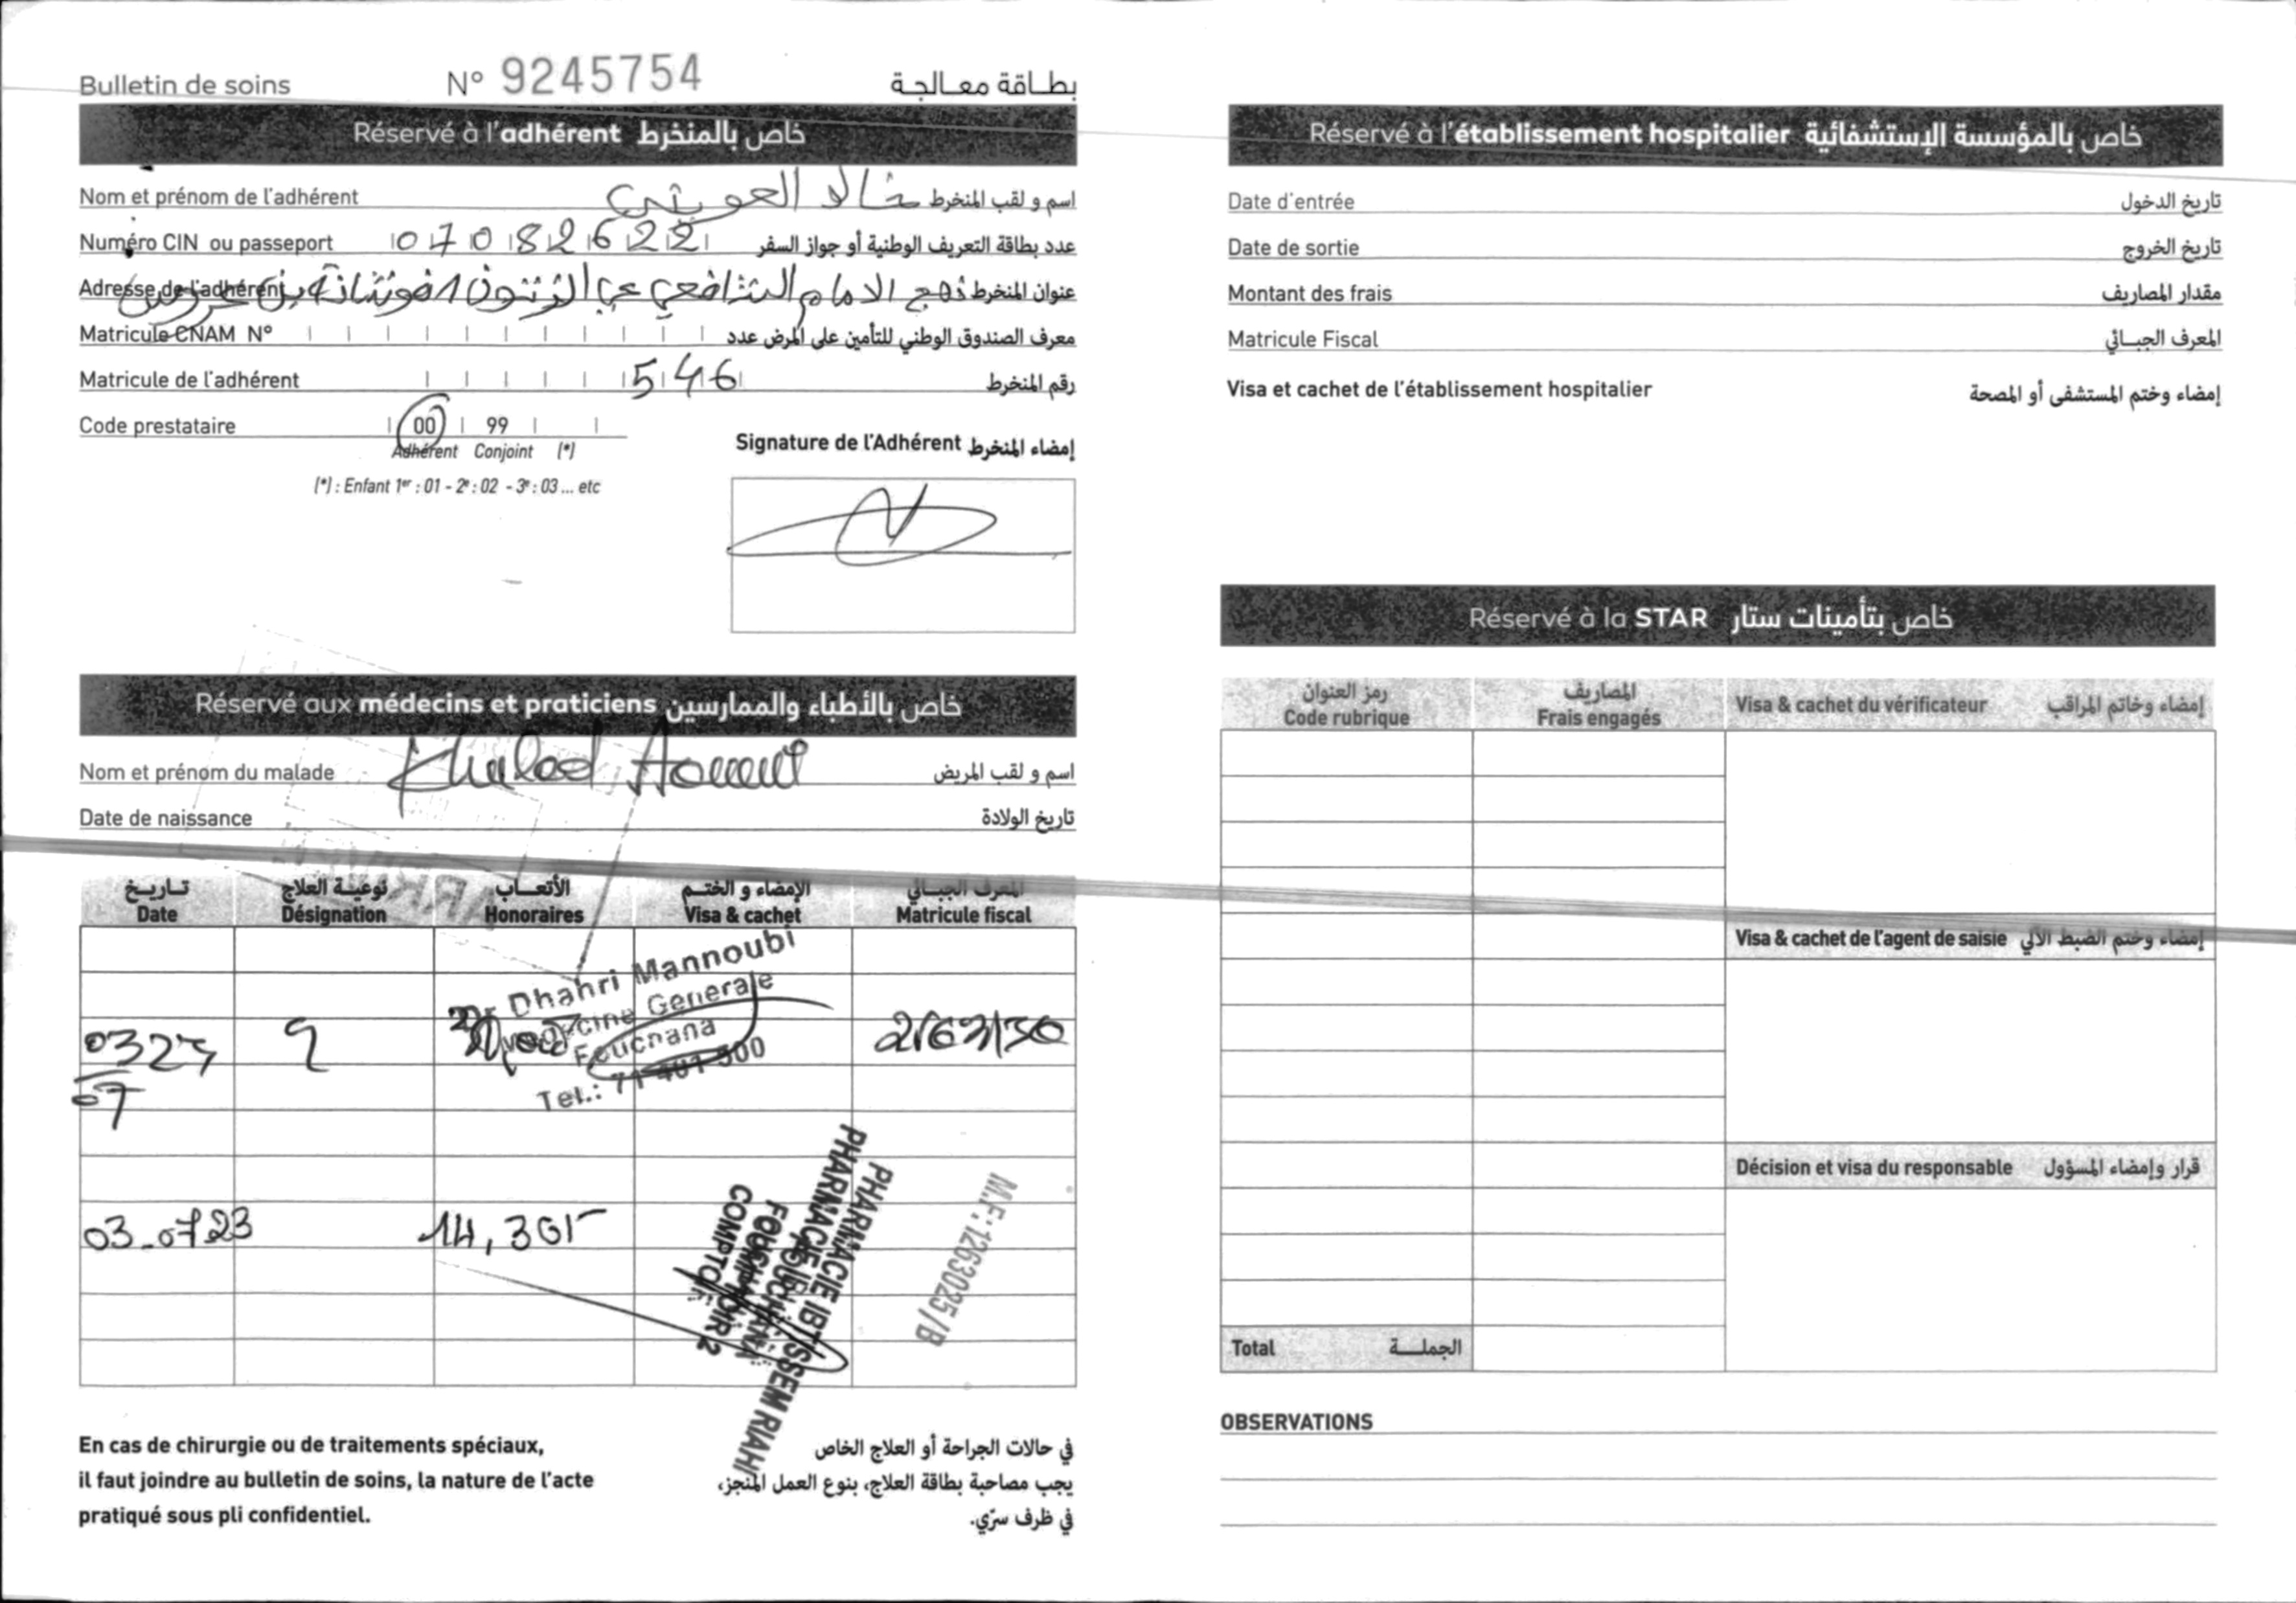 Bulletin de soins N° 9245754 بطاقة معالجة
Réservé à l'adhérent خاص بالمنخرط
Nom et prénom de l'adhérent خالد العويني اسم و لقب المنخرط
Numéro CIN ou passeport 07082622 عدد بطاقة التعريف الوطنية أو جواز السفر
Adresse de l'adhérent عنوان المنخرط نهج الامام الشافعي حي الزيتون 1 فوشانة بن عروس
Matricule CNAM N° معرف الصندوق الوطني للتأمين على المرض عدد
Matricule de l'adhérent 546 رقم المنخرط
Code prestataire 00 99
Adhérent Conjoint (*)
(*) : Enfant 1er : 01 - 2e : 02 - 3e : 03 ... etc
Signature de l'Adhérent إمضاء المنخرط
Réservé aux médecins et praticiens خاص بالأطباء والممارسين
Nom et prénom du malade Khaled Aouini اسم و لقب المريض
Date de naissance تاريخ الولادة
تاريخ نوعية العلاج الأتعاب الإمضاء و الختم المعرف الجبائي
Date Désignation Honoraires Visa & cachet Matricule fiscal
Dr Dhahri Mannoubi
Medecine Generale
Fouchana
Tel.: 71 401 500
03 07
03-07 23 14,301
PHARMACIE IBTISSEM RIAHI
FOUCHANA
COMPTOIR 2
M.F: 1263025/B
En cas de chirurgie ou de traitements spéciaux,
il faut joindre au bulletin de soins, la nature de l'acte
pratiqué sous pli confidentiel.
في حالات الجراحة أو العلاج الخاص
يجب مصاحبة بطاقة العلاج، بنوع العمل المنجز،
في ظرف سرّي.
Réservé à l'établissement hospitalier خاص بالمؤسسة الإستشفائية
Date d'entrée تاريخ الدخول
Date de sortie تاريخ الخروج
Montant des frais مقدار المصاريف
Matricule Fiscal المعرف الجبائي
Visa et cachet de l'établissement hospitalier إمضاء وختم المستشفى أو المصحة
Réservé à la STAR خاص بتأمينات ستار
رمز العنوان المصاريف
Code rubrique Frais engagés Visa & cachet du vérificateur إمضاء وخاتم المراقب
Visa & cachet de l'agent de saisie إمضاء وختم الضبط الآلي
Décision et visa du responsable قرار وإمضاء المسؤول
Total الجملة
OBSERVATIONS